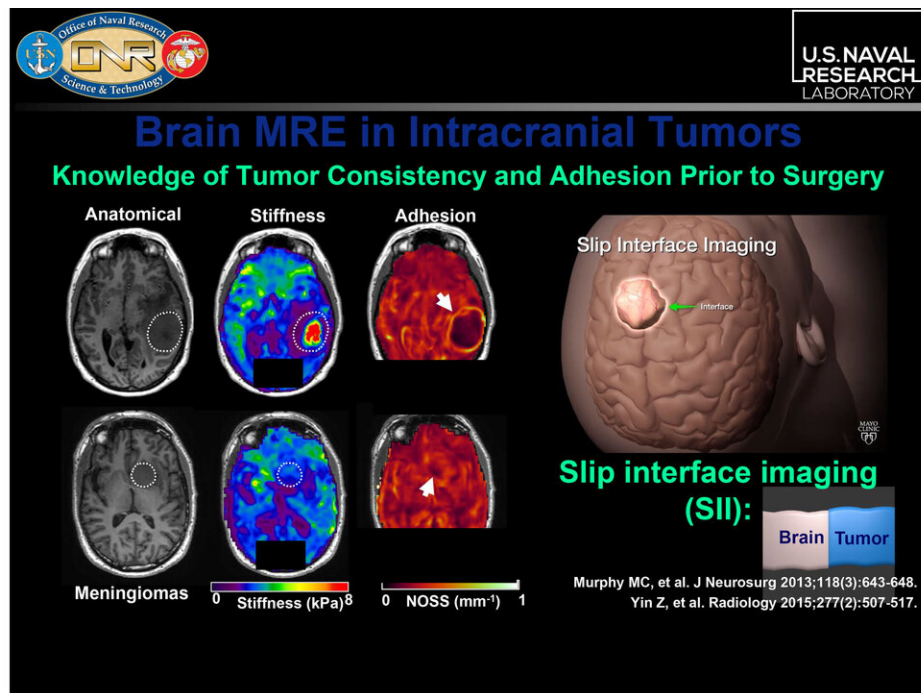 Office of Naval Research
USN
ONR
Science & Technology
U.S. NAVAL
RESEARCH
LABORATORY
Brain MRE in Intracranial Tumors
Knowledge of Tumor Consistency and Adhesion Prior to Surgery
Anatomical
Stiffness
Adhesion
Slip Interface Imaging
Interface
MAYO
CLINIC
Meningiomas
0
Stiffness (kPa)
8
0
NOSS (mm⁻¹)
1
Slip interface imaging
(SII):
Brain
Tumor
Murphy MC, et al. J Neurosurg 2013;118(3):643-648.
Yin Z, et al. Radiology 2015;277(2):507-517.